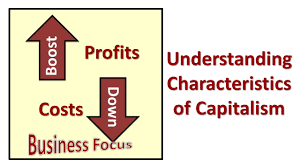 Boost
Profits
Costs
Down
Business Focus
Understanding
Characteristics
of Capitalism